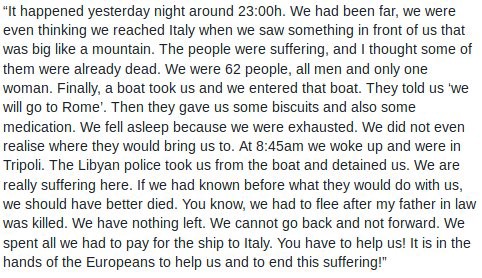 “It happened yesterday night around 23:00h. We had been far, we were
even thinking we reached Italy when we saw something in front of us that
was big like a mountain. The people were suffering, and I thought some of
them were already dead. We were 62 people, all men and only one
woman. Finally, a boat took us and we entered that boat. They told us ‘we
will go to Rome’. Then they gave us some biscuits and also some
medication. We fell asleep because we were exhausted. We did not even
realise where they would bring us to. At 8:45am we woke up and were in
Tripoli. The Libyan police took us from the boat and detained us. We are
really suffering here. If we had known before what they would do with us,
we should have better died. You know, we had to flee after my father in law
was killed. We have nothing left. We cannot go back and not forward. We
spent all we had to pay for the ship to Italy. You have to help us! It is in the
hands of the Europeans to help us and to end this suffering!”